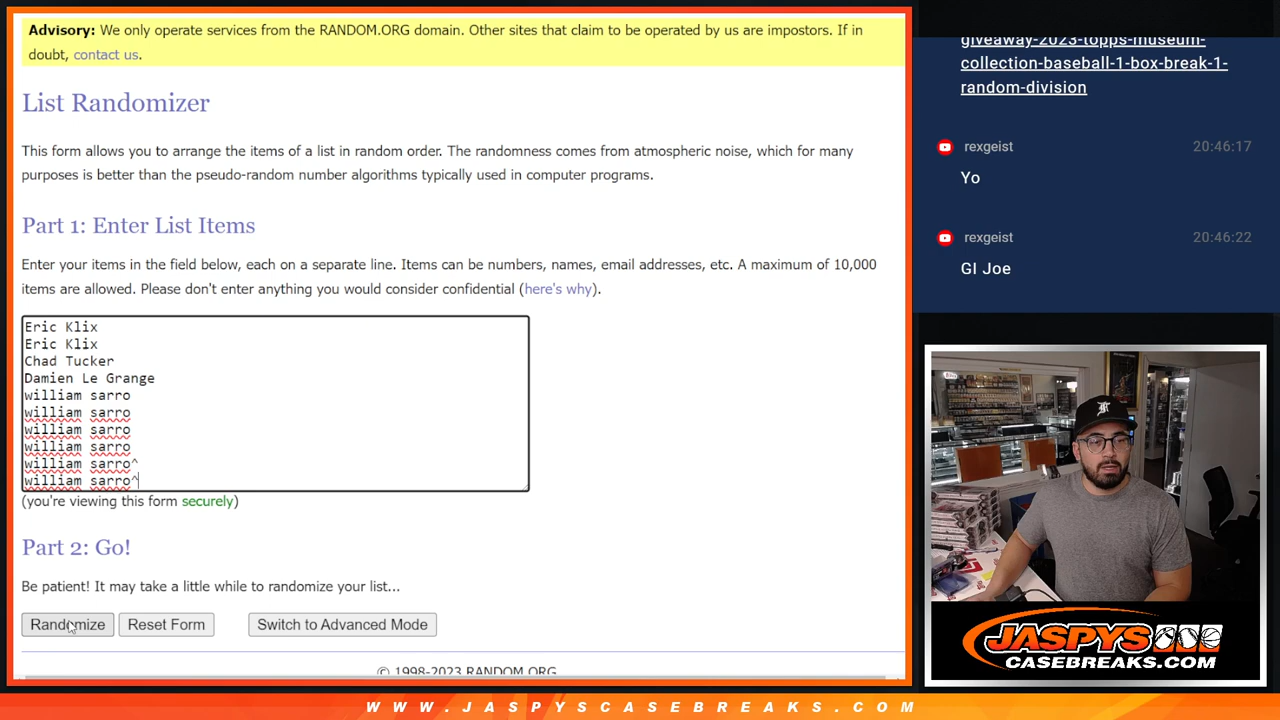 Advisory: We only operate services from the RANDOM.ORG domain. Other sites that claim to be operated by us are impostors. If in
doubt, contact us.
List Randomizer
This form allows you to arrange the items of a list in random order. The randomness comes from atmospheric noise, which for many
purposes is better than the pseudo-random number algorithms typically used in computer programs.
Part 1: Enter List Items
Enter your items in the field below, each on a separate line. Items can be numbers, names, email addresses, etc. A maximum of 10,000
items are allowed. Please don't enter anything you would consider confidential (here's why).
Eric Klix
Eric Klix
Chad Tucker
Damien Le Grange
william sarro
william sarro
william sarro
william sarro
william sarro^
william sarro^
(you're viewing this form securely)
Part 2: Go!
Be patient! It may take a little while to randomize your list...
Randomize Reset Form Switch to Advanced Mode
© 1998-2023 RANDOM.ORG
giveaway-2023-topps-museum-
collection-baseball-1-box-break-1-
random-division
rexgeist 20:46:17
Yo
rexgeist 20:46:22
GI Joe
JASPYS
CASEBREAKS.COM
WWW.JASPYSCASEBREAKS.COM